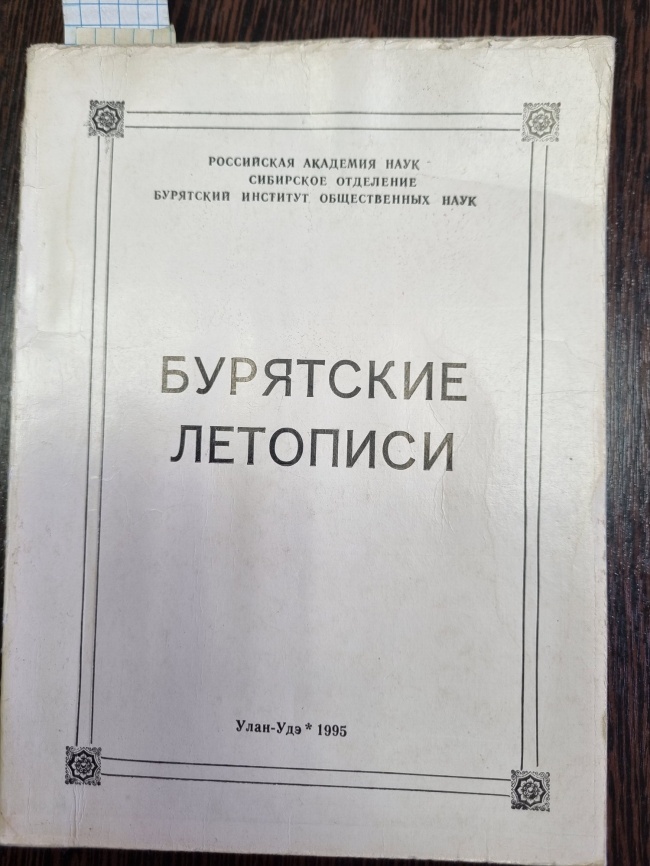 РОССИЙСКАЯ АКАДЕМИЯ НАУК
СИБИРСКОЕ ОТДЕЛЕНИЕ
БУРЯТСКИЙ ИНСТИТУТ ОБЩЕСТВЕННЫХ НАУК
БУРЯТСКИЕ
ЛЕТОПИСИ
Улан-Удэ * 1995